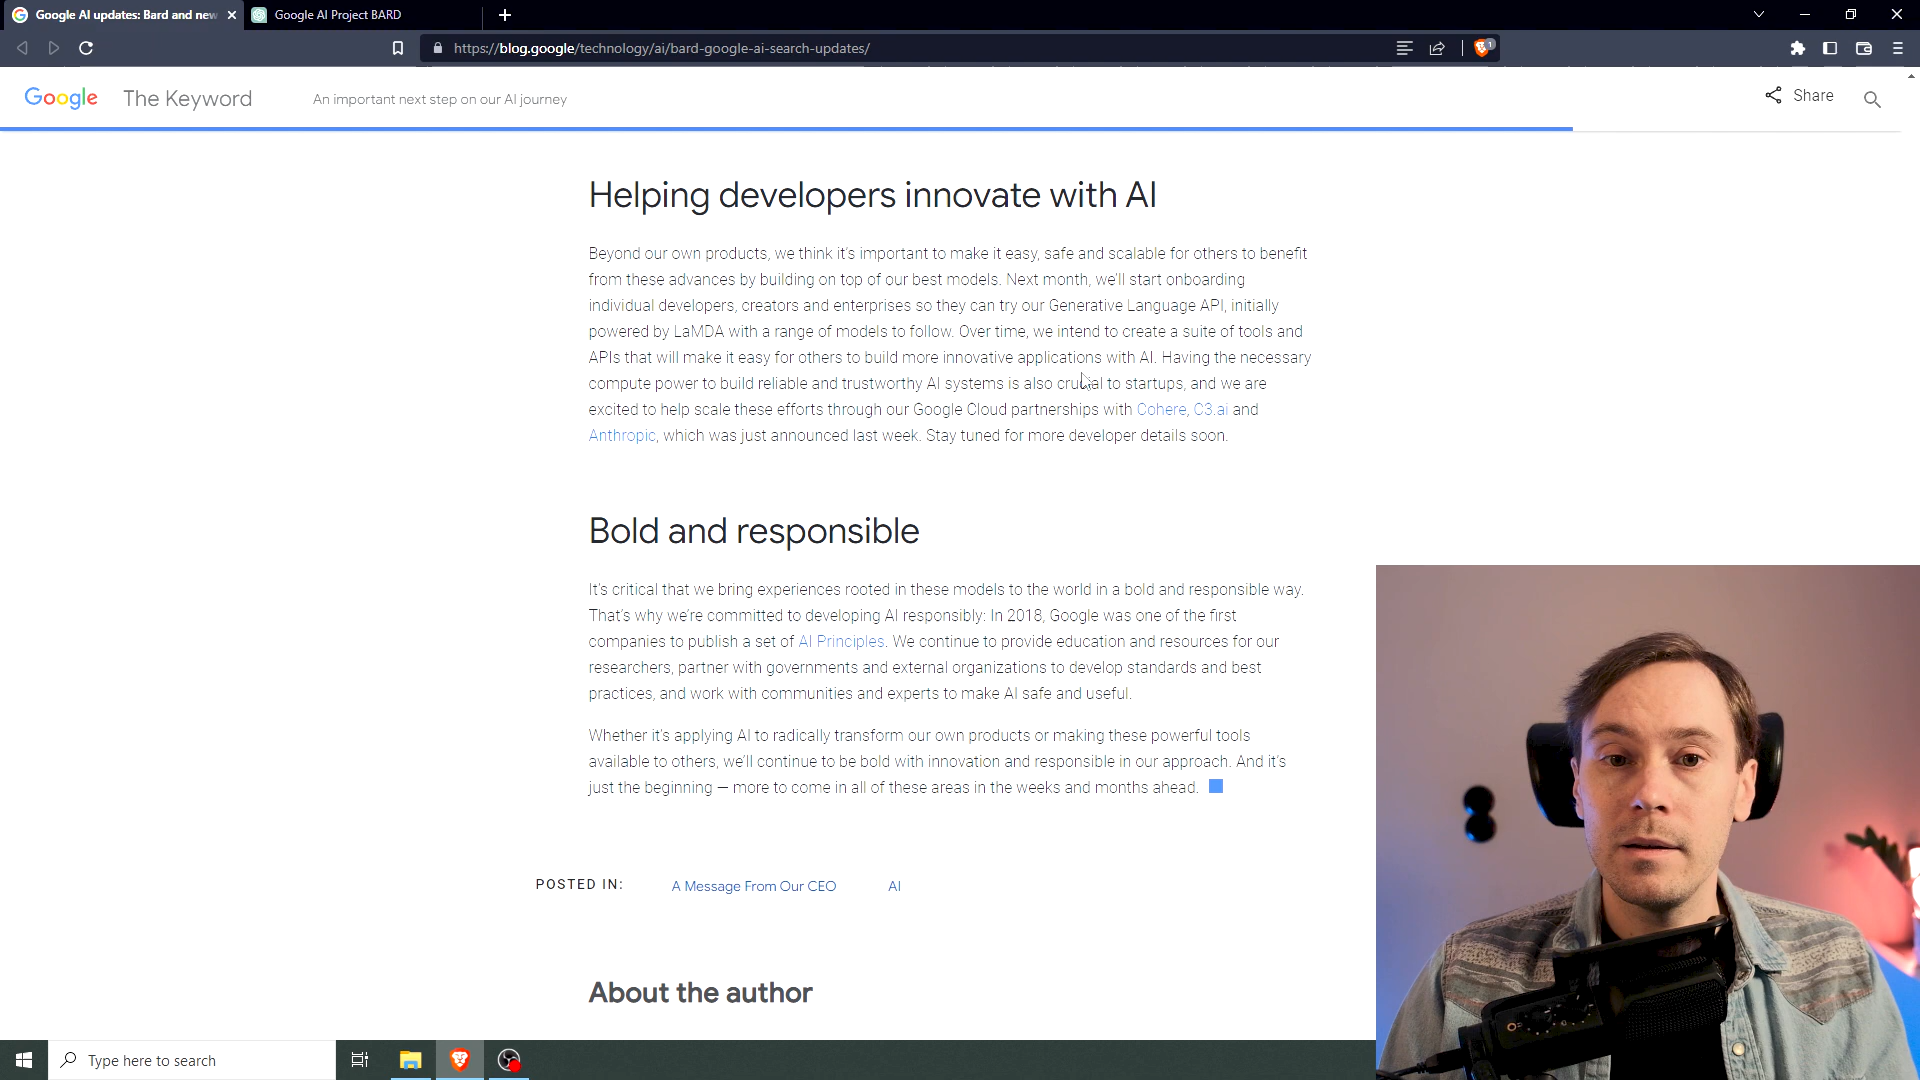 Google AI updates: Bard and new
Google AI Project BARD
https://blog.google/technology/ai/bard-google-ai-search-updates/
1
Google The Keyword
An important next step on our AI journey
Share
Helping developers innovate with AI
Beyond our own products, we think it's important to make it easy, safe and scalable for others to benefit
from these advances by building on top of our best models. Next month, we'll start onboarding
individual developers, creators and enterprises so they can try our Generative Language API, initially
powered by LaMDA with a range of models to follow. Over time, we intend to create a suite of tools and
APIs that will make it easy for others to build more innovative applications with AI. Having the necessary
compute power to build reliable and trustworthy AI systems is also crucial to startups, and we are
excited to help scale these efforts through our Google Cloud partnerships with Cohere, C3.ai and
Anthropic, which was just announced last week. Stay tuned for more developer details soon.
Bold and responsible
It's critical that we bring experiences rooted in these models to the world in a bold and responsible way.
That's why we're committed to developing AI responsibly: In 2018, Google was one of the first
companies to publish a set of AI Principles. We continue to provide education and resources for our
researchers, partner with governments and external organizations to develop standards and best
practices, and work with communities and experts to make AI safe and useful.
Whether it's applying AI to radically transform our own products or making these powerful tools
available to others, we'll continue to be bold with innovation and responsible in our approach. And it's
just the beginning — more to come in all of these areas in the weeks and months ahead.
POSTED IN:
A Message From Our CEO
AI
About the author
Type here to search